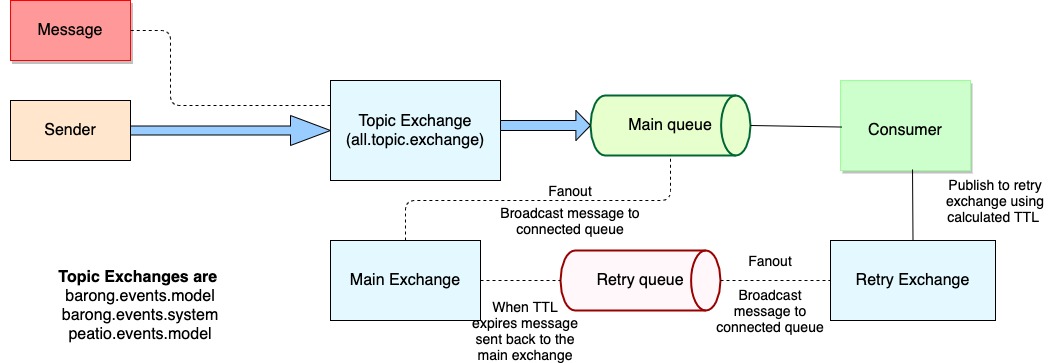 Message
Sender
Topic Exchange
(all.topic.exchange)
Main queue
Consumer
Publish to retry
exchange using
calculated TTL
Fanout
Broadcast message to
connected queue
Main Exchange
Retry queue
Fanout
Retry Exchange
Broadcast
message to
connected queue
When TTL
expires message
sent back to the
main exchange
Topic Exchanges are
barong.events.model
barong.events.system
peatio.events.model